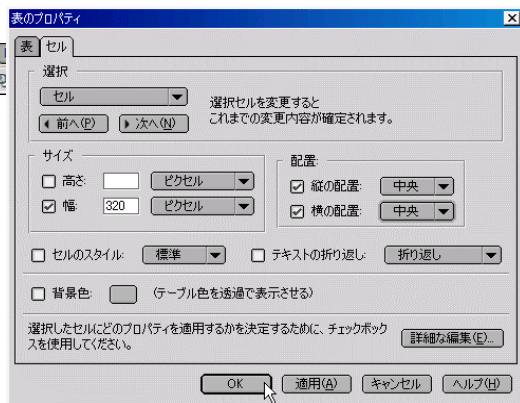 表のプロパティ
表 セル
選択
セル
前へ(P) 次へ(N)
選択セルを変更すると
これまでの変更内容が確定されます。
サイズ
高さ: ピクセル
幅: 320 ピクセル
配置:
縦の配置: 中央
横の配置: 中央
セルのスタイル: 標準 テキストの折り返し: 折り返し
背景色: (テーブル色を透過で表示させる)
選択したセルにどのプロパティを適用するかを決定するために、チェックボック
スを使用してください。
詳細な編集(E)...
OK 適用(A) キャンセル ヘルプ(H)